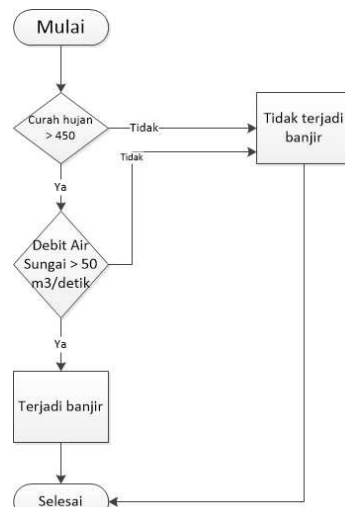 Mulai
Curah hujan
> 450
Tidak
Tidak terjadi
banjir
Tidak
Ya
Debit Air
Sungai > 50
m3/detik
Ya
Terjadi banjir
Selesai